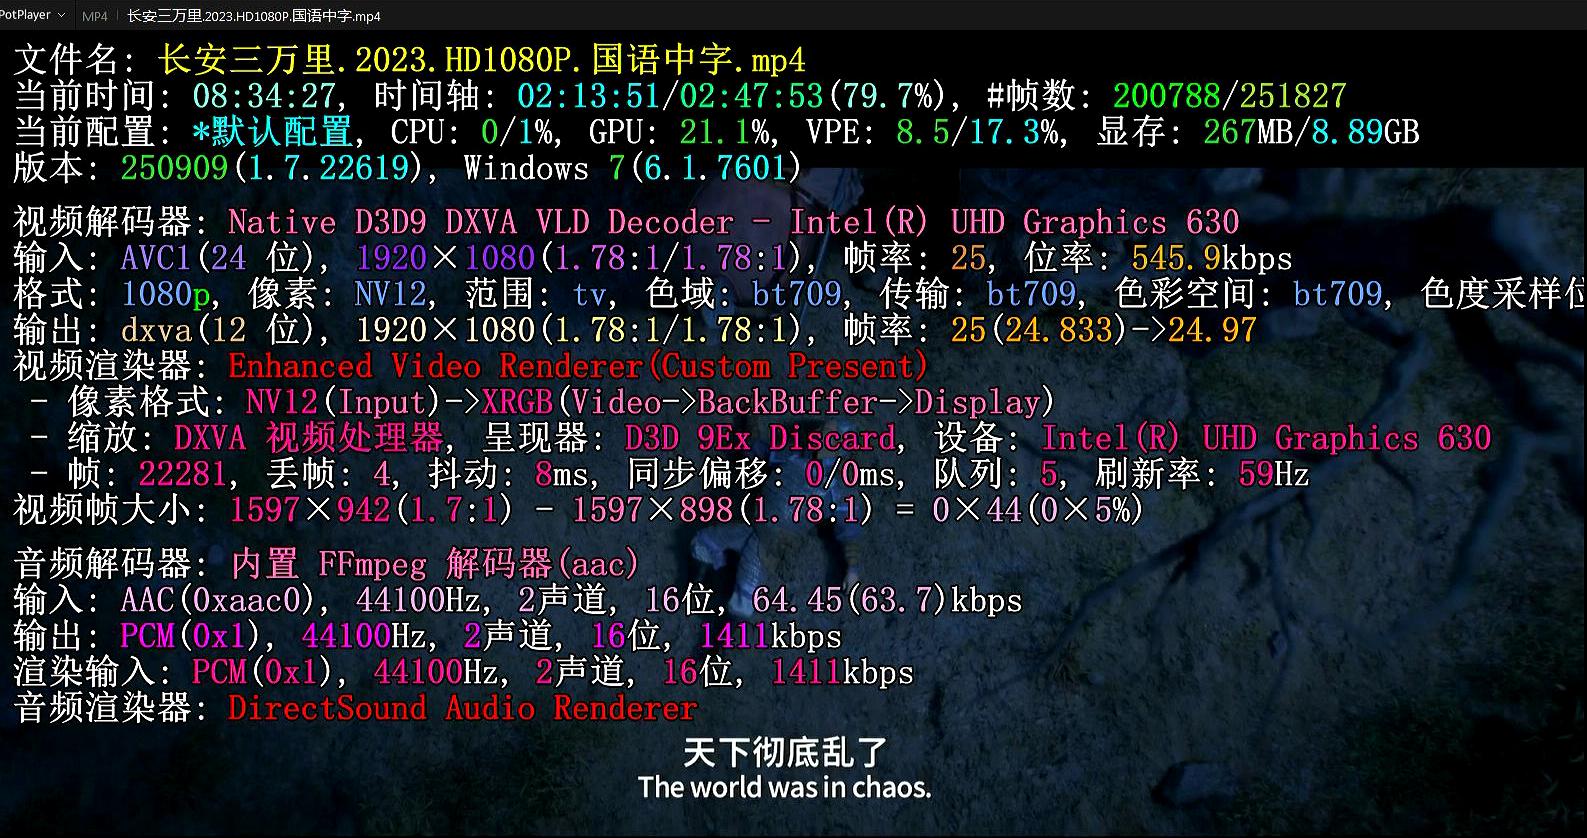 PotPlayer MP4 长安三万里.2023.HD1080P.国语中字.mp4
文件名: 长安三万里.2023.HD1080P.国语中字.mp4
当前时间: 08:34:27, 时间轴: 02:13:51/02:47:53(79.7%), #帧数: 200788/251827
当前配置: *默认配置, CPU: 0/1%, GPU: 21.1%, VPE: 8.5/17.3%, 显存: 267MB/8.89GB
版本: 250909(1.7.22619), Windows 7(6.1.7601)
视频解码器: Native D3D9 DXVA VLD Decoder - Intel(R) UHD Graphics 630
输入: AVC1(24 位), 1920×1080(1.78:1/1.78:1), 帧率: 25, 位率: 545.9kbps
格式: 1080p, 像素: NV12, 范围: tv, 色域: bt709, 传输: bt709, 色彩空间: bt709, 色度采样位
输出: dxva(12 位), 1920×1080(1.78:1/1.78:1), 帧率: 25(24.833)->24.97
视频渲染器: Enhanced Video Renderer(Custom Present)
- 像素格式: NV12(Input)->XRGB(Video->BackBuffer->Display)
- 缩放: DXVA 视频处理器, 呈现器: D3D 9Ex Discard, 设备: Intel(R) UHD Graphics 630
- 帧: 22281, 丢帧: 4, 抖动: 8ms, 同步偏移: 0/0ms, 队列: 5, 刷新率: 59Hz
视频帧大小: 1597×942(1.7:1) - 1597×898(1.78:1) = 0×44(0×5%)
音频解码器: 内置 FFmpeg 解码器(aac)
输入: AAC(0xaac0), 44100Hz, 2声道, 16位, 64.45(63.7)kbps
输出: PCM(0x1), 44100Hz, 2声道, 16位, 1411kbps
渲染输入: PCM(0x1), 44100Hz, 2声道, 16位, 1411kbps
音频渲染器: DirectSound Audio Renderer
天下彻底乱了
The world was in chaos.